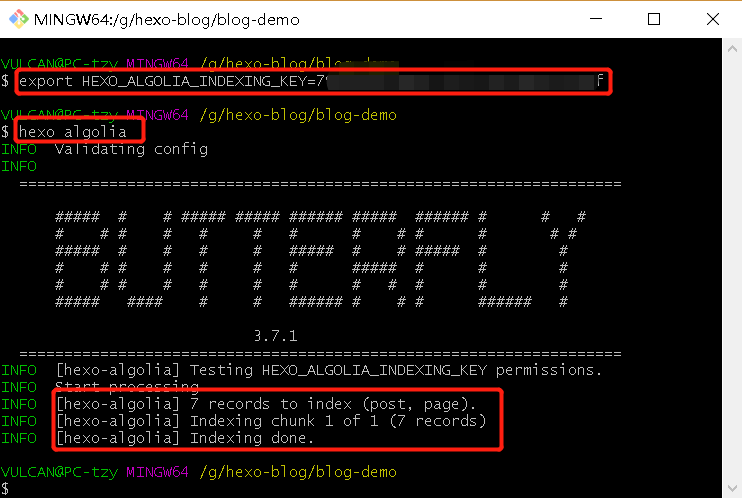 MINGW64:/g/hexo-blog/blog-demo
VULCAN@PC-tzy MINGW64 /g/hexo-blog/blog-demo
$ export HEXO_ALGOLIA_INDEXING_KEY=79 f
VULCAN@PC-tzy MINGW64 /g/hexo-blog/blog-demo
$ hexo algolia
INFO Validating config
INFO
===================================================================
BUTTERFLY
3.7.1
===================================================================
INFO [hexo-algolia] Testing HEXO_ALGOLIA_INDEXING_KEY permissions.
INFO Start processing
INFO [hexo-algolia] 7 records to index (post, page).
INFO [hexo-algolia] Indexing chunk 1 of 1 (7 records)
INFO [hexo-algolia] Indexing done.
VULCAN@PC-tzy MINGW64 /g/hexo-blog/blog-demo
$